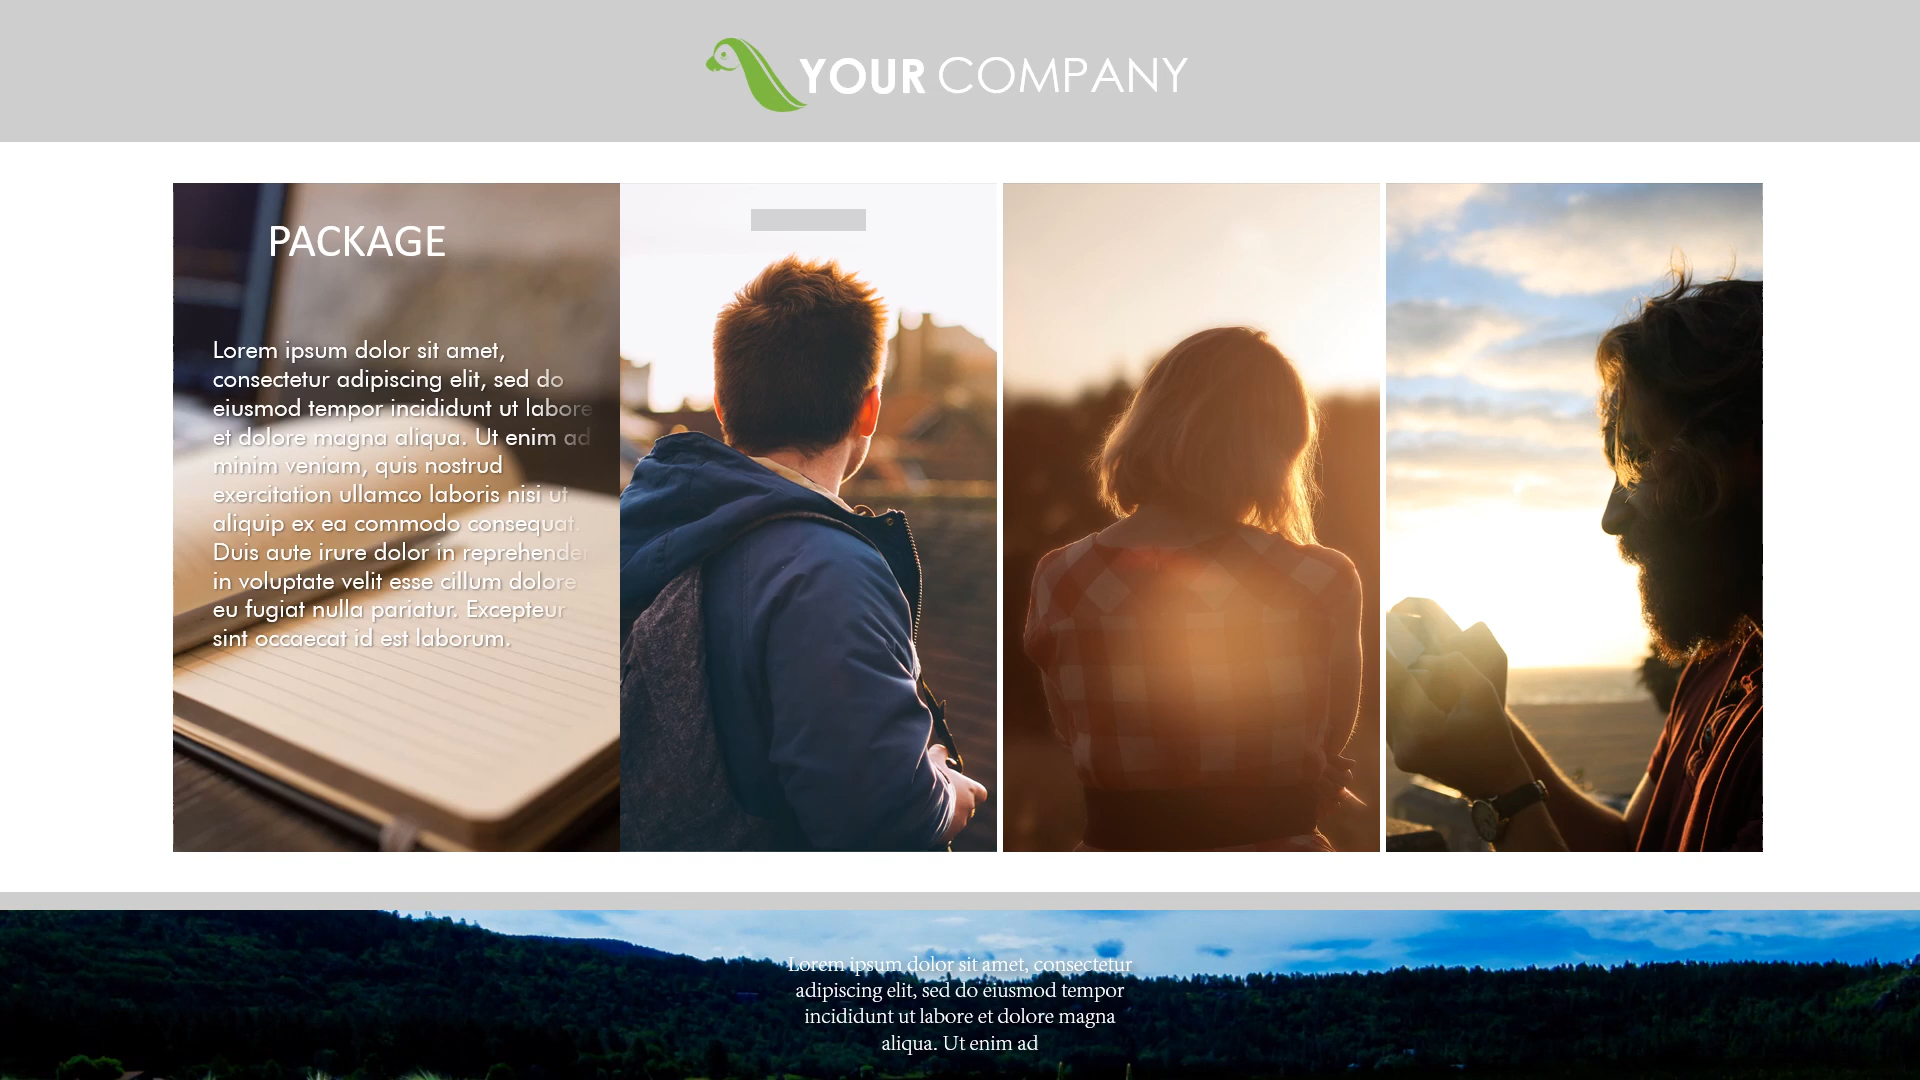 YOUR COMPANY
PACKAGE
Lorem ipsum dolor sit amet,
consectetur adipiscing elit, sed do
eiusmod tempor incididunt ut labore
et dolore magna aliqua. Ut enim ad
minim veniam, quis nostrud
exercitation ullamco laboris nisi ut
aliquip ex ea commodo consequat.
Duis aute irure dolor in reprehender
in voluptate velit esse cillum dolore
eu fugiat nulla pariatur. Excepteur
sint occaecat id est laborum.
Lorem ipsum dolor sit amet, consectetur
adipiscing elit, sed do eiusmod tempor
incididunt ut labore et dolore magna
aliqua. Ut enim ad